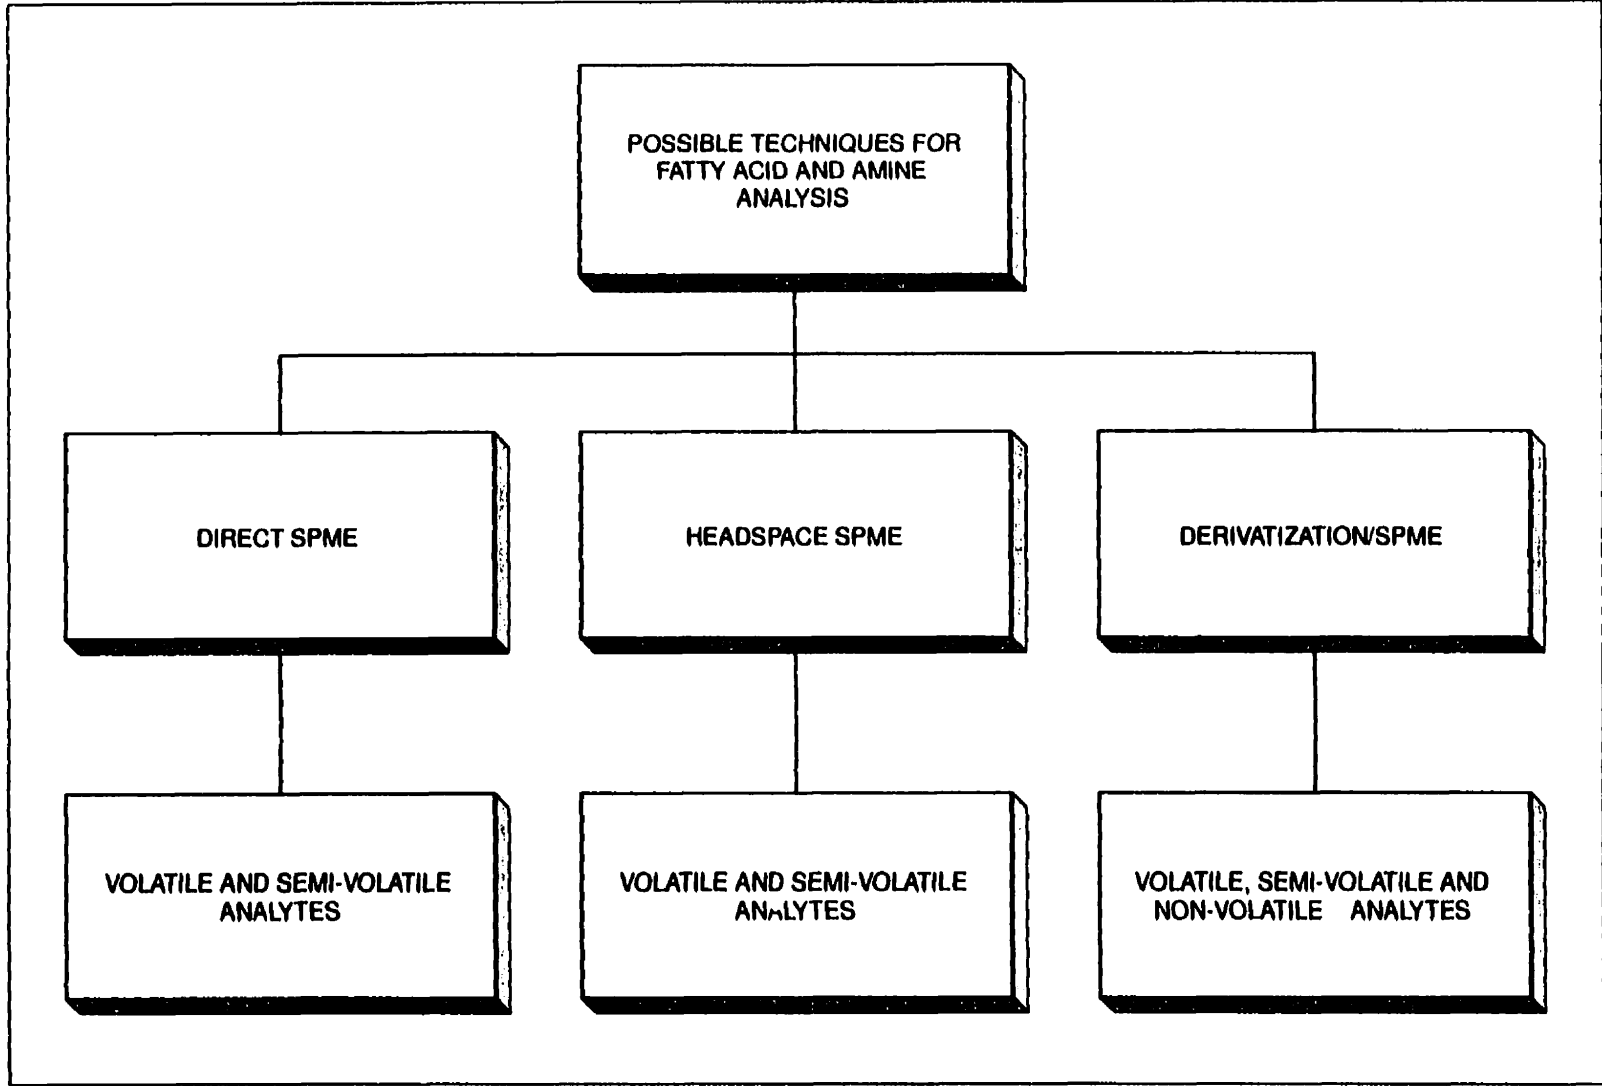 POSSIBLE TECHNIQUES FOR
FATTY ACID AND AMINE
ANALYSIS
DIRECT SPME
HEADSPACE SPME
DERIVATIZATION/SPME
VOLATILE AND SEMI-VOLATILE
ANALYTES
VOLATILE AND SEMI-VOLATILE
ANALYTES
VOLATILE, SEMI-VOLATILE AND
NON-VOLATILE ANALYTES